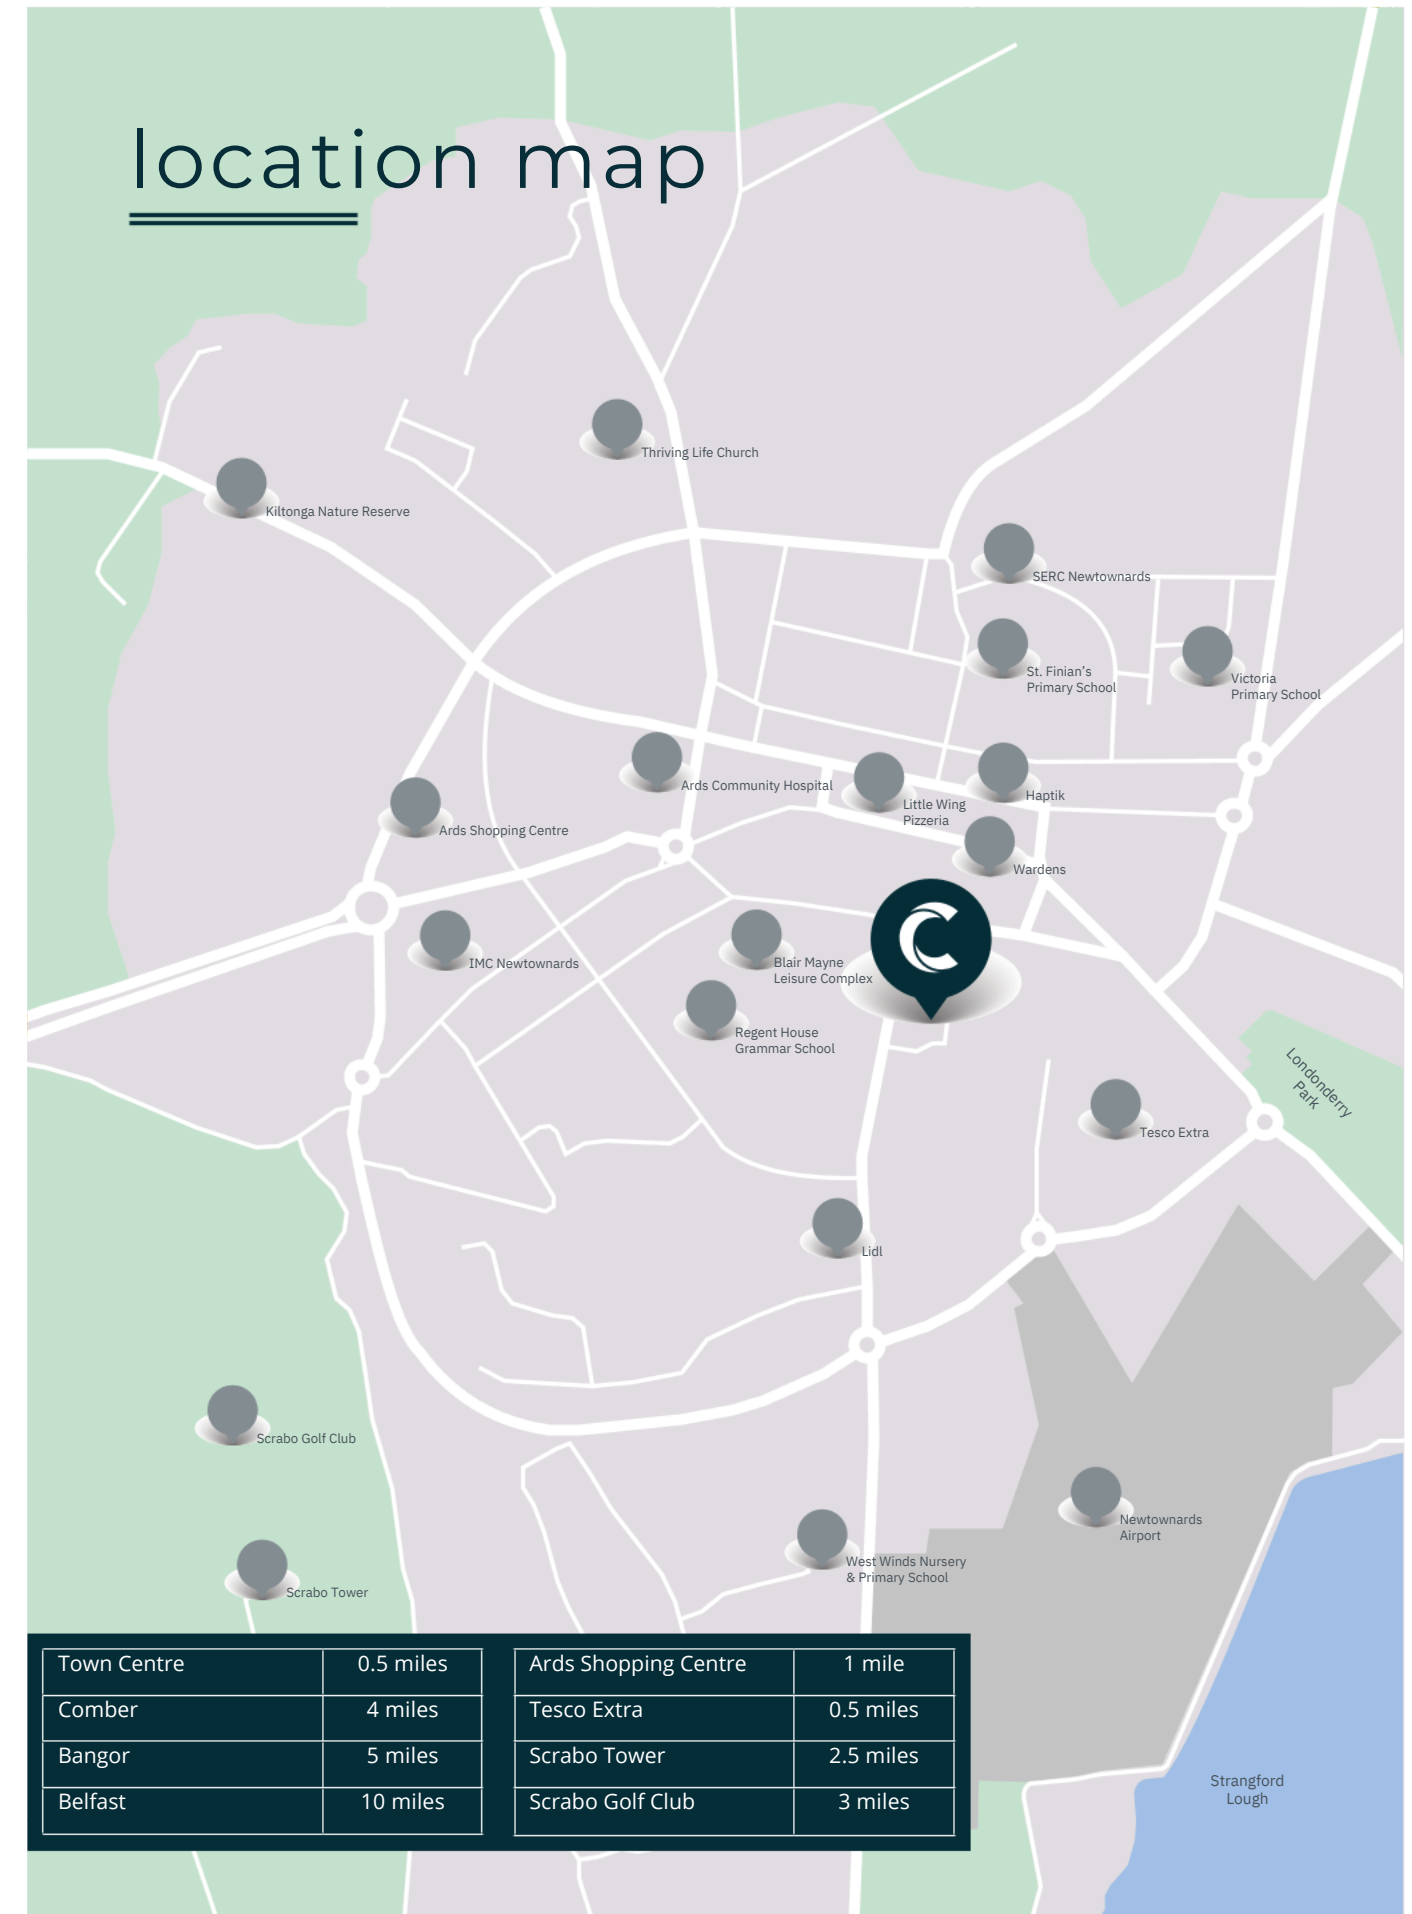 location map
Thriving Life Church
Kiltonga Nature Reserve
SERC Newtownards
St. Finian’s
Primary School
Victoria
Primary School
Ards Community Hospital
Little Wing
Pizzeria
Haptik
Ards Shopping Centre
Wardens
IMC Newtownards
Blair Mayne
Leisure Complex
C
Regent House
Grammar School
Londonderry
Park
Tesco Extra
Lidl
Scrabo Golf Club
Newtownards
Airport
West Winds Nursery
& Primary School
Scrabo Tower
Town Centre 0.5 miles
Comber 4 miles
Bangor 5 miles
Belfast 10 miles
Ards Shopping Centre 1 mile
Tesco Extra 0.5 miles
Scrabo Tower 2.5 miles
Scrabo Golf Club 3 miles
Strangford
Lough